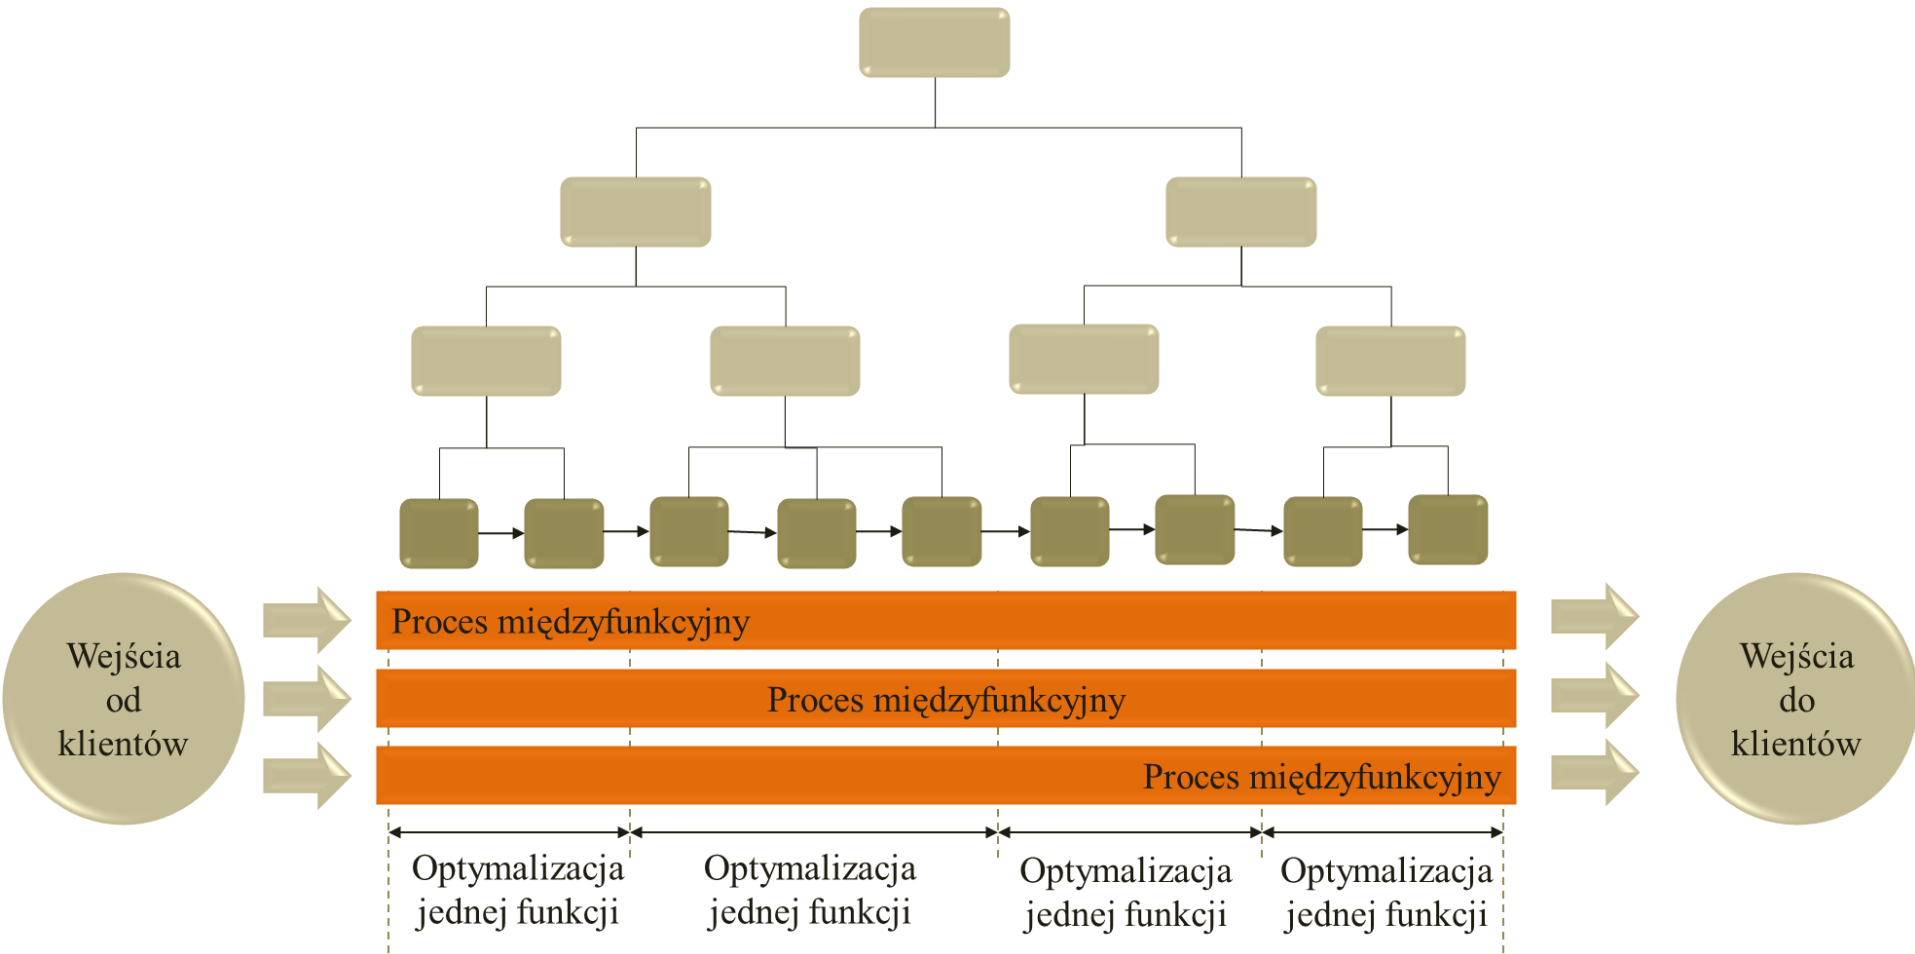 Proces międzyfunkcyjny
Wejścia
od
klientów
Proces międzyfunkcyjny
Wejścia
do
klientów
Proces międzyfunkcyjny
Optymalizacja
jednej funkcji
Optymalizacja
jednej funkcji
Optymalizacja
jednej funkcji
Optymalizacja
jednej funkcji